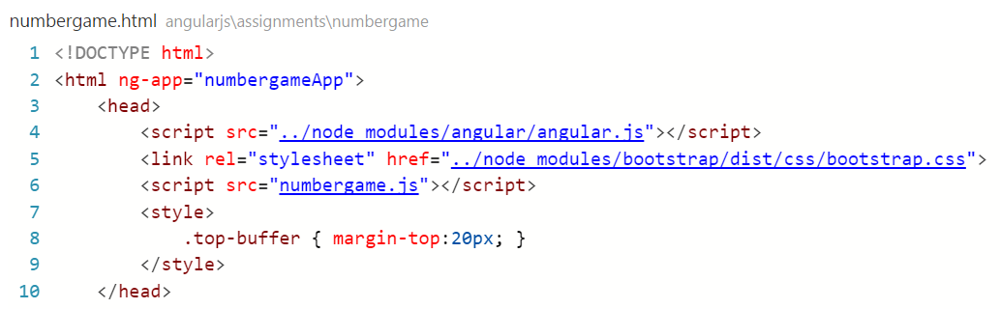 numbergame.html angularjs\assignments\numbergame
1 <!DOCTYPE html>
2 <html ng-app="numbergameApp">
3     <head>
4         <script src="../node_modules/angular/angular.js"></script>
5         <link rel="stylesheet" href="../node_modules/bootstrap/dist/css/bootstrap.css">
6         <script src="numbergame.js"></script>
7         <style>
8             .top-buffer { margin-top:20px; }
9         </style>
10     </head>